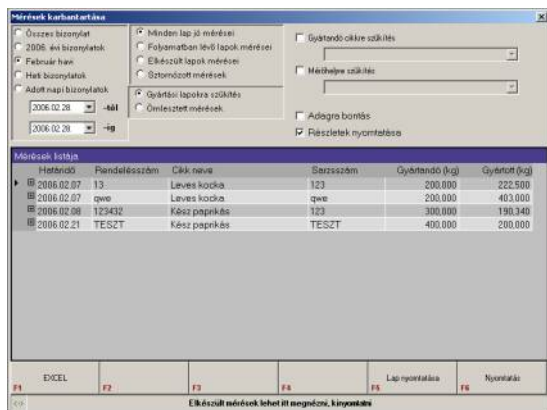 Mérések karbantartása
Összes bizonylat
2006. évi bizonylatok
Február havi
Heti bizonylatok
Adott napi bizonylatok
2006.02.28. -tól
2006.02.28. -ig
Minden lap jó mérései
Folyamatban lévő lapok mérései
Elkészült lapok mérései
Sztornózott mérések
Gyártási lapokra szűkítés
Ömlesztett mérések
Gyártandó cikkre szűkítés
Mérőhelyre szűkítés
Adagra bontás
Részletek nyomtatása
Mérések listája
Határidő Rendelésszám Cikk neve Sarzsszám Gyártandó (kg) Gyártott (kg)
2006.02.07 13 Leves kocka 123 200,000 222,500
2006.02.07 qwe Leves kocka qwe 200,000 403,000
2006.02.08 123432 Kész paprikás 123 300,000 190,340
2006.02.21 TESZT Kész paprikás TESZT 400,000 200,000
EXCEL Lap nyomtatása Nyomtatás
F1 F2 F3 F4 F5 F6
<-> Elkészült mérések lehet itt megnézni, kinyomtatni